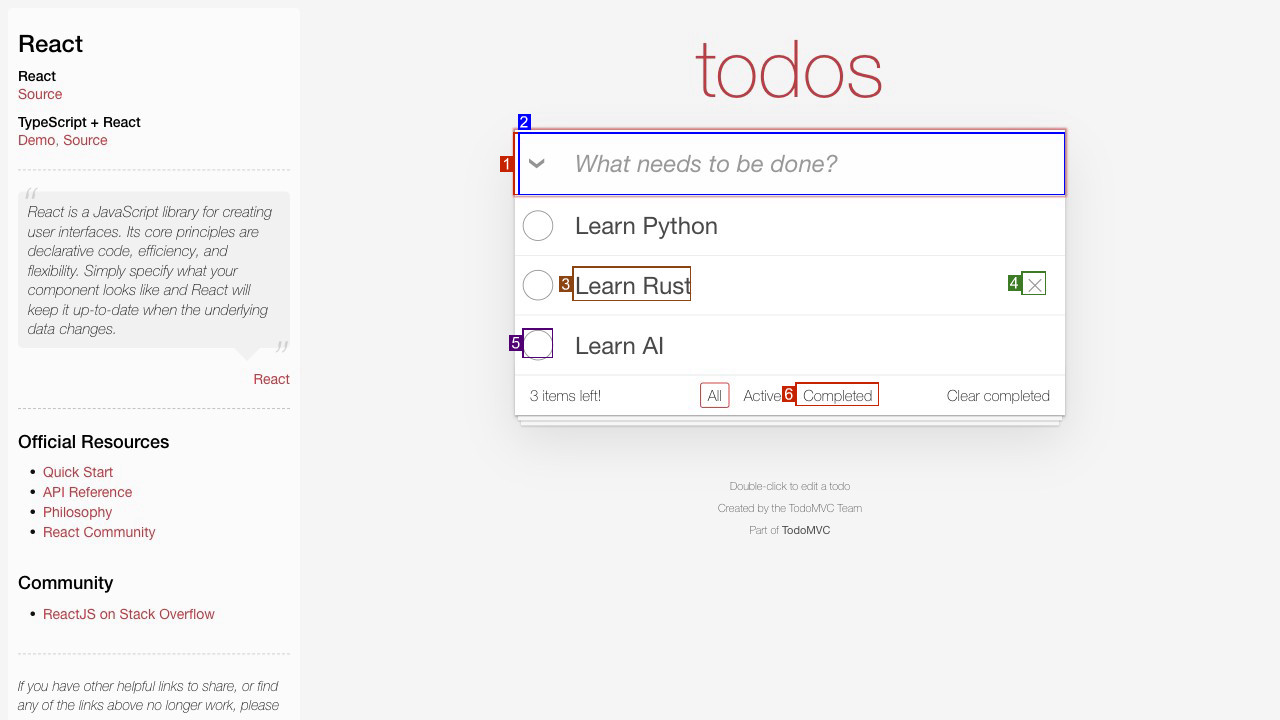 React
React
Source
TypeScript + React
Demo, Source
“
React is a JavaScript library for creating
user interfaces. Its core principles are
declarative code, efficiency, and
flexibility. Simply specify what your
component looks like and React will
keep it up-to-date when the underlying
data changes.
”
React
Official Resources
• Quick Start
• API Reference
• Philosophy
• React Community
Community
• ReactJS on Stack Overflow
If you have other helpful links to share, or find
any of the links above no longer work, please
todos
2
1
What needs to be done?
Learn Python
3 Learn Rust 4
5 Learn AI
3 items left! All Active 6 Completed Clear completed
Double-click to edit a todo
Created by the TodoMVC Team
Part of TodoMVC